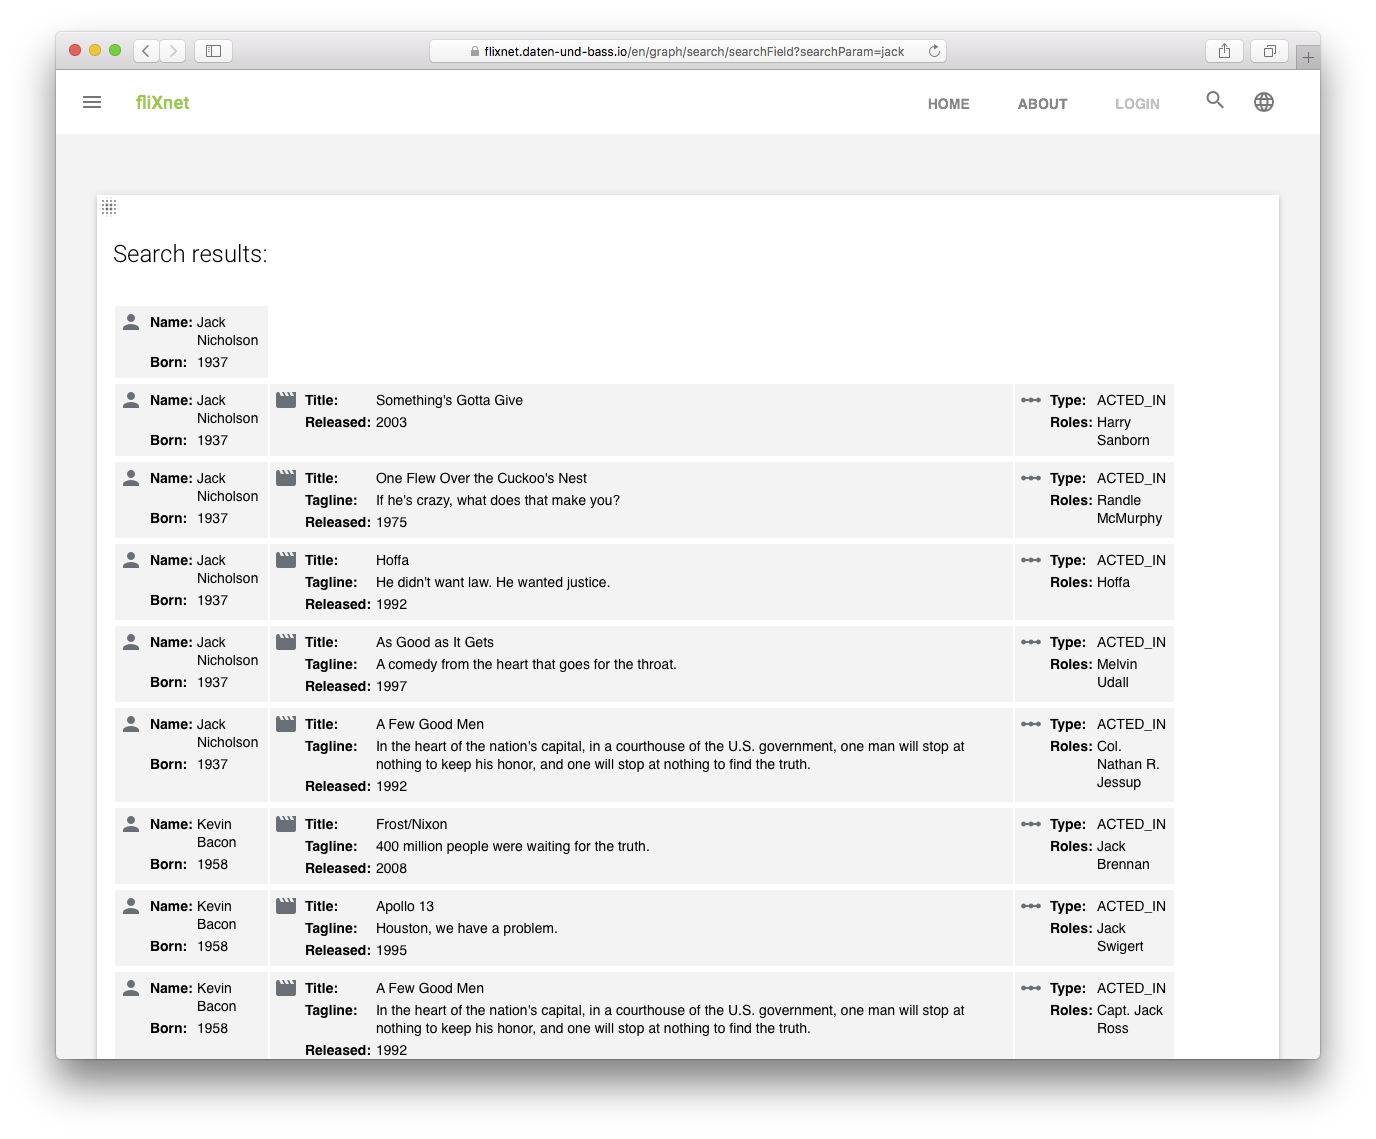 flixnet.daten-und-bass.io/en/graph/search/searchField?searchParam=jack
fliXnet
HOME ABOUT LOGIN
Search results:
Name: Jack
Nicholson
Born: 1937
Name: Jack
Nicholson
Born: 1937
Title: Something's Gotta Give
Released: 2003
Type: ACTED_IN
Roles: Harry
Sanborn
Name: Jack
Nicholson
Born: 1937
Title: One Flew Over the Cuckoo's Nest
Tagline: If he's crazy, what does that make you?
Released: 1975
Type: ACTED_IN
Roles: Randle
McMurphy
Name: Jack
Nicholson
Born: 1937
Title: Hoffa
Tagline: He didn't want law. He wanted justice.
Released: 1992
Type: ACTED_IN
Roles: Hoffa
Name: Jack
Nicholson
Born: 1937
Title: As Good as It Gets
Tagline: A comedy from the heart that goes for the throat.
Released: 1997
Type: ACTED_IN
Roles: Melvin
Udall
Name: Jack
Nicholson
Born: 1937
Title: A Few Good Men
Tagline: In the heart of the nation's capital, in a courthouse of the U.S. government, one man will stop at
nothing to keep his honor, and one will stop at nothing to find the truth.
Released: 1992
Type: ACTED_IN
Roles: Col.
Nathan R.
Jessup
Name: Kevin
Bacon
Born: 1958
Title: Frost/Nixon
Tagline: 400 million people were waiting for the truth.
Released: 2008
Type: ACTED_IN
Roles: Jack
Brennan
Name: Kevin
Bacon
Born: 1958
Title: Apollo 13
Tagline: Houston, we have a problem.
Released: 1995
Type: ACTED_IN
Roles: Jack
Swigert
Name: Kevin
Bacon
Born: 1958
Title: A Few Good Men
Tagline: In the heart of the nation's capital, in a courthouse of the U.S. government, one man will stop at
nothing to keep his honor, and one will stop at nothing to find the truth.
Released: 1992
Type: ACTED_IN
Roles: Capt. Jack
Ross